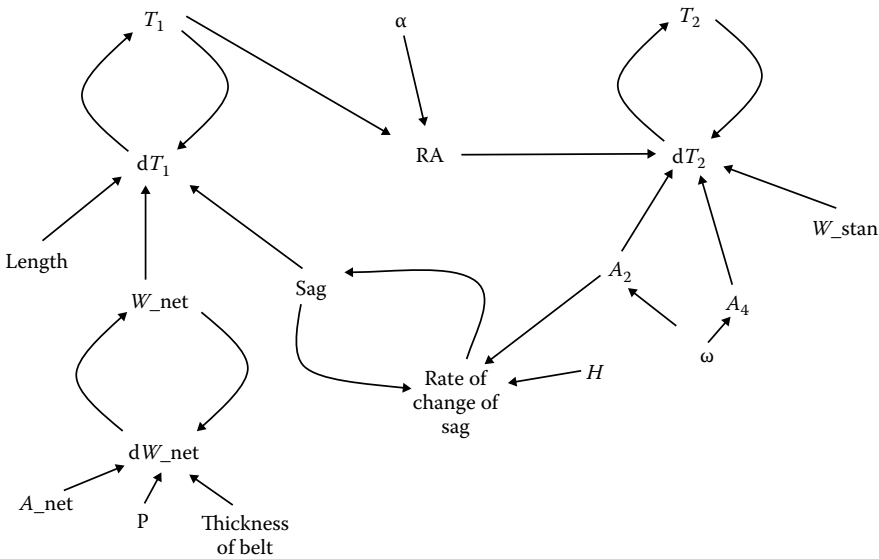 T₁
α
T₂
RA
dT₁
dT₂
W_stan
Length
Sag
A₂
W_net
A₄
ω
Rate of
change of
sag
H
dW_net
A_net
P
Thickness
of belt